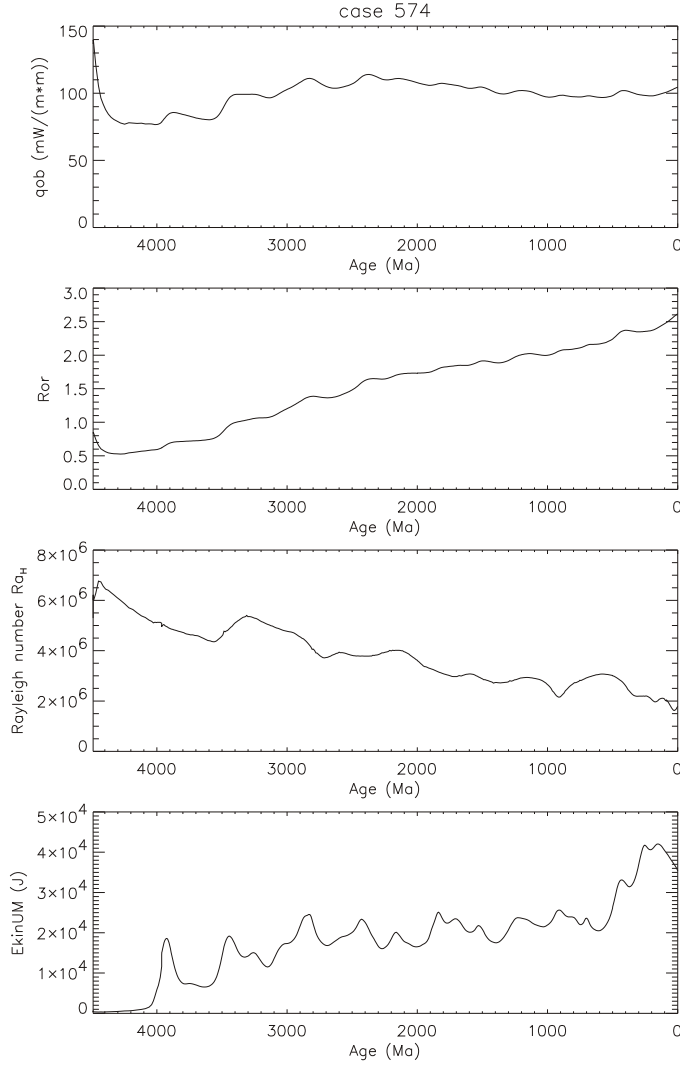 case 574
150
100
50
0
qob (mW/(m*m))
4000 3000 2000 1000 0
Age (Ma)
3.0
2.5
2.0
1.5
1.0
0.5
0.0
Ror
4000 3000 2000 1000 0
Age (Ma)
8×10⁶
6×10⁶
4×10⁶
2×10⁶
0
Rayleigh number Ra_H
4000 3000 2000 1000 0
Age (Ma)
5×10⁴
4×10⁴
3×10⁴
2×10⁴
1×10⁴
0
EkinUM (J)
4000 3000 2000 1000 0
Age (Ma)